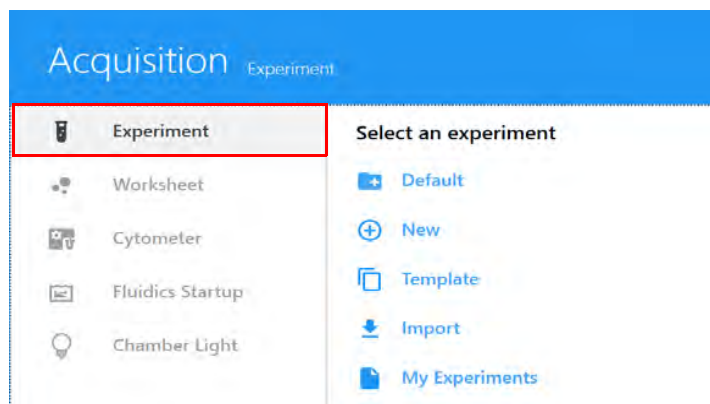 Acquisition Experiment
Experiment
Worksheet
Cytometer
Fluidics Startup
Chamber Light
Select an experiment
Default
New
Template
Import
My Experiments